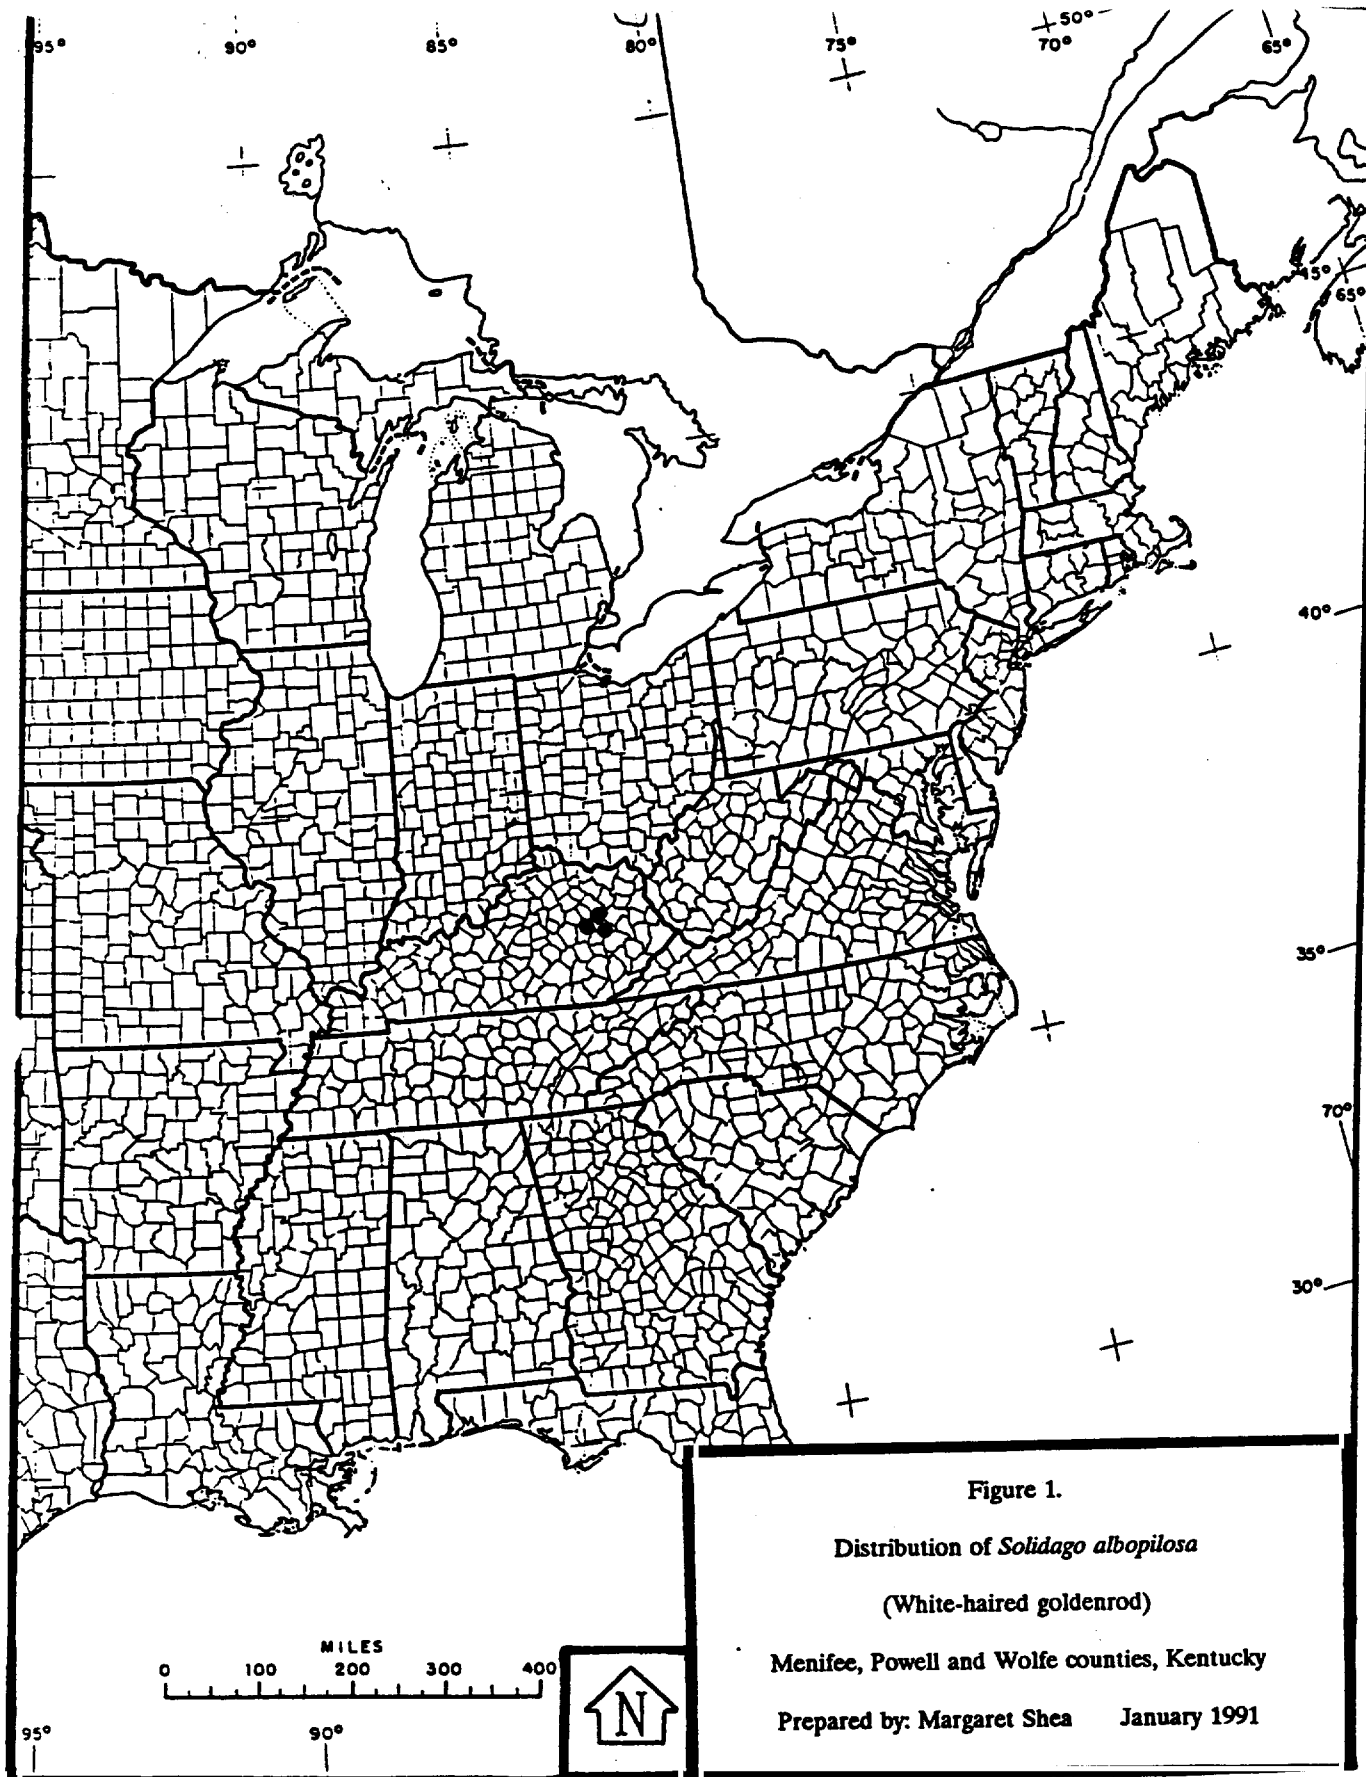 95° 90° 85° 80° 75° 50° 70° 65°
45°
65°
40°
35°
70°
30°
Figure 1.
Distribution of Solidago albopilosa
(White-haired goldenrod)
Menifee, Powell and Wolfe counties, Kentucky
Prepared by: Margaret Shea January 1991
MILES
0 100 200 300 400
N
95° 90°